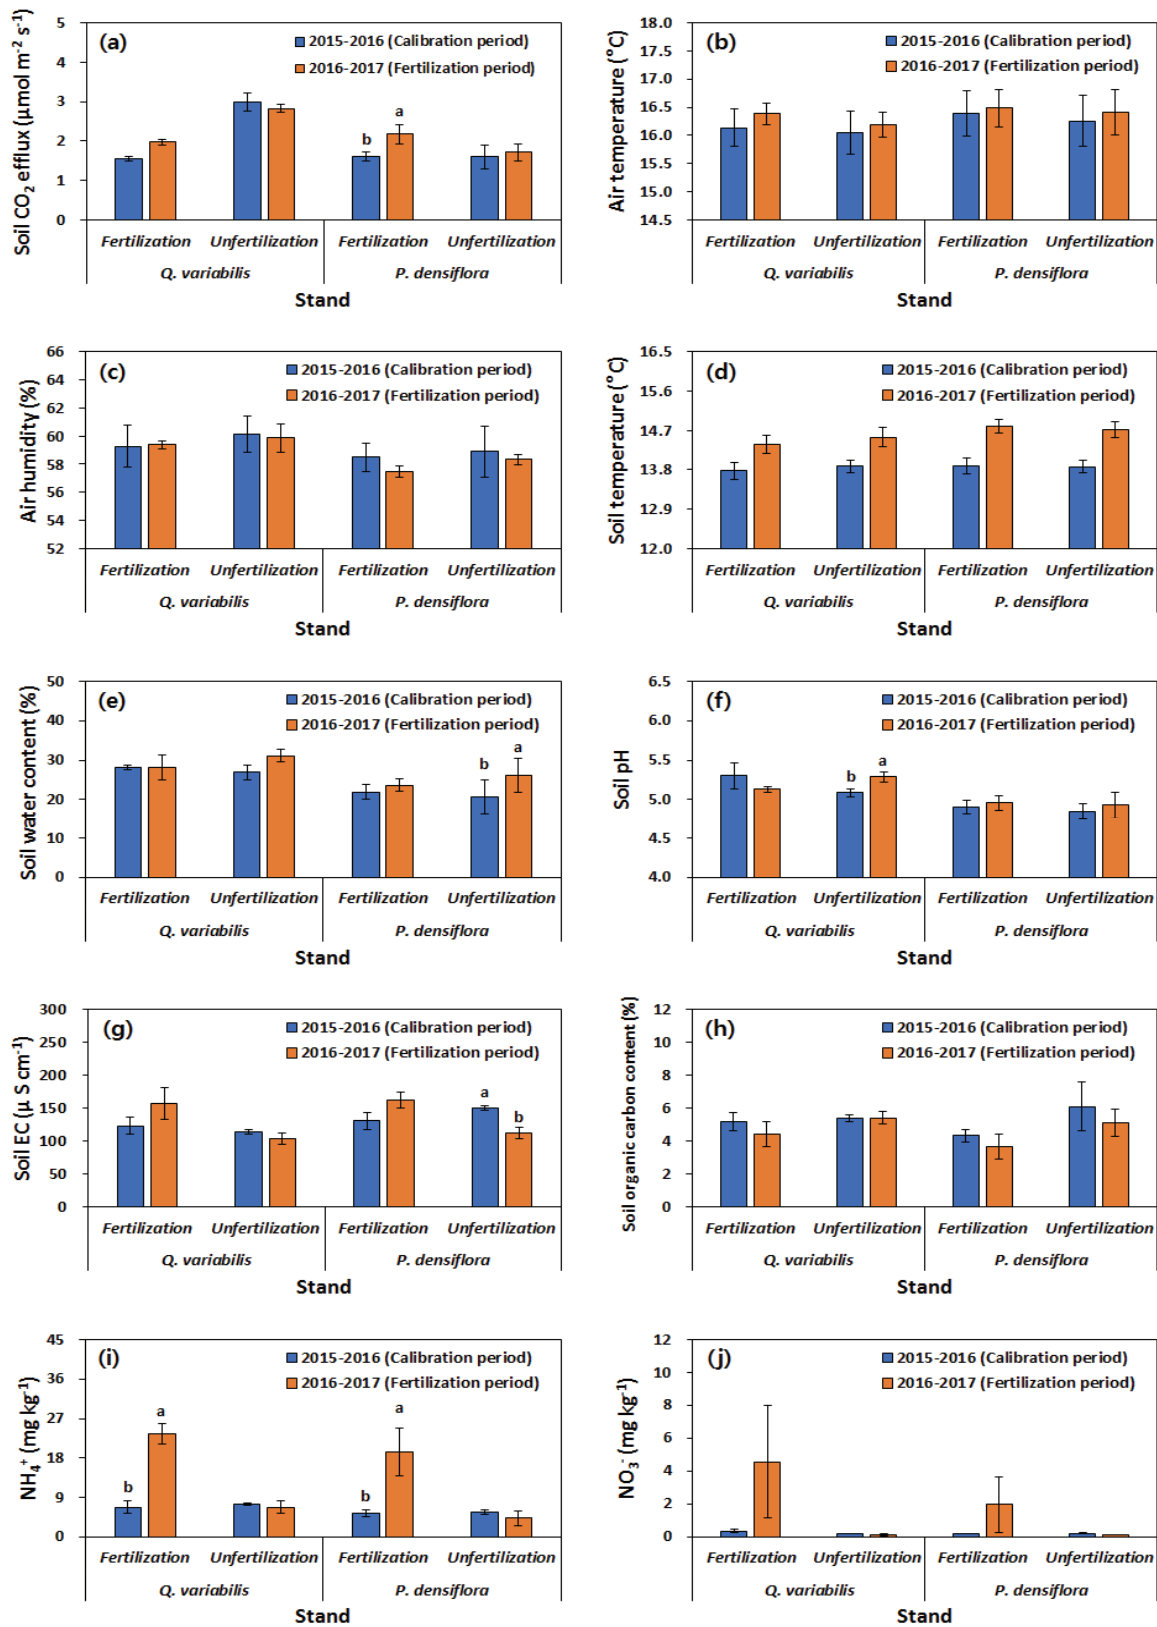 (a)
Soil CO₂ efflux (µmol m⁻² s⁻¹)
5
4
3
2
1
0
2015-2016 (Calibration period)
2016-2017 (Fertilization period)
b a
Fertilization Unfertilization Fertilization Unfertilization
Q. variabilis P. densiflora
Stand
(b)
Air temperature (°C)
18.0
17.5
17.0
16.5
16.0
15.5
15.0
14.5
2015-2016 (Calibration period)
2016-2017 (Fertilization period)
Fertilization Unfertilization Fertilization Unfertilization
Q. variabilis P. densiflora
Stand
(c)
Air humidity (%)
66
64
62
60
58
56
54
52
2015-2016 (Calibration period)
2016-2017 (Fertilization period)
Fertilization Unfertilization Fertilization Unfertilization
Q. variabilis P. densiflora
Stand
(d)
Soil temperature (°C)
16.5
15.6
14.7
13.8
12.9
12.0
2015-2016 (Calibration period)
2016-2017 (Fertilization period)
Fertilization Unfertilization Fertilization Unfertilization
Q. variabilis P. densiflora
Stand
(e)
Soil water content (%)
50
40
30
20
10
0
2015-2016 (Calibration period)
2016-2017 (Fertilization period)
b a
Fertilization Unfertilization Fertilization Unfertilization
Q. variabilis P. densiflora
Stand
(f)
Soil pH
6.5
6.0
5.5
5.0
4.5
4.0
2015-2016 (Calibration period)
2016-2017 (Fertilization period)
b a
Fertilization Unfertilization Fertilization Unfertilization
Q. variabilis P. densiflora
Stand
(g)
Soil EC (µ S cm⁻¹)
300
250
200
150
100
50
0
2015-2016 (Calibration period)
2016-2017 (Fertilization period)
a b
Fertilization Unfertilization Fertilization Unfertilization
Q. variabilis P. densiflora
Stand
(h)
Soil organic carbon content (%)
12
10
8
6
4
2
0
2015-2016 (Calibration period)
2016-2017 (Fertilization period)
Fertilization Unfertilization Fertilization Unfertilization
Q. variabilis P. densiflora
Stand
(i)
NH₄⁺ (mg kg⁻¹)
45
36
27
18
9
0
2015-2016 (Calibration period)
2016-2017 (Fertilization period)
b a b a
Fertilization Unfertilization Fertilization Unfertilization
Q. variabilis P. densiflora
Stand
(j)
NO₃⁻ (mg kg⁻¹)
12
10
8
6
4
2
0
2015-2016 (Calibration period)
2016-2017 (Fertilization period)
Fertilization Unfertilization Fertilization Unfertilization
Q. variabilis P. densiflora
Stand